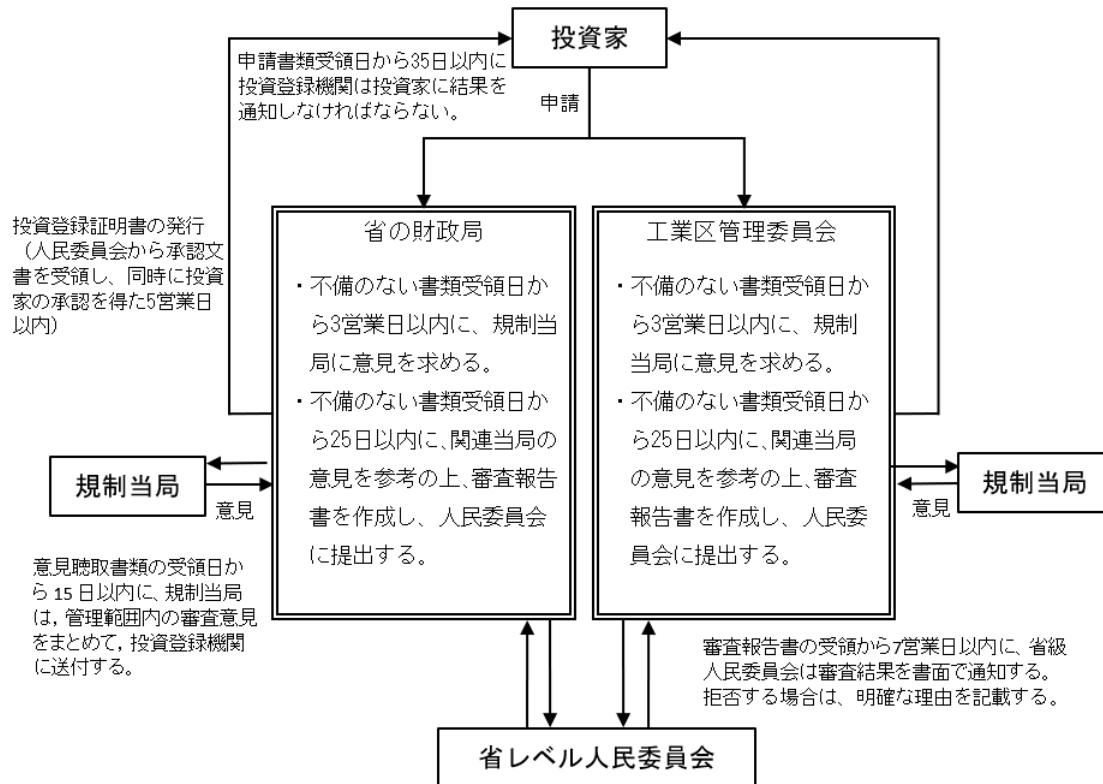 投資家
申請書類受領日から35日以内に
投資登録機関は投資家に結果を
通知しなければならない。
申請
投資登録証明書の発行
（人民委員会から承認文
書を受領し、同時に投資
家の承認を得た5営業日
以内）
省の財政局
・不備のない書類受領日か
ら3営業日以内に、規制当
局に意見を求める。
・不備のない書類受領日か
ら25日以内に、関連当局の
意見を参考の上、審査報告
書を作成し、人民委員会
に提出する。
工業区管理委員会
・不備のない書類受領日か
ら3営業日以内に、規制
当局に意見を求める。
・不備のない書類受領日か
ら25日以内に、関連当局
の意見を参考の上、審査
報告書を作成し、人民委
員会に提出する。
規制当局
意見
規制当局
意見
意見聴取書類の受領日か
ら 15 日以内に、規制当局
は，管理範囲内の審査意見
をまとめて，投資登録機関
に送付する。
審査報告書の受領から7営業日以内に、省級
人民委員会は審査結果を書面で通知する。
拒否する場合は、明確な理由を記載する。
省レベル人民委員会